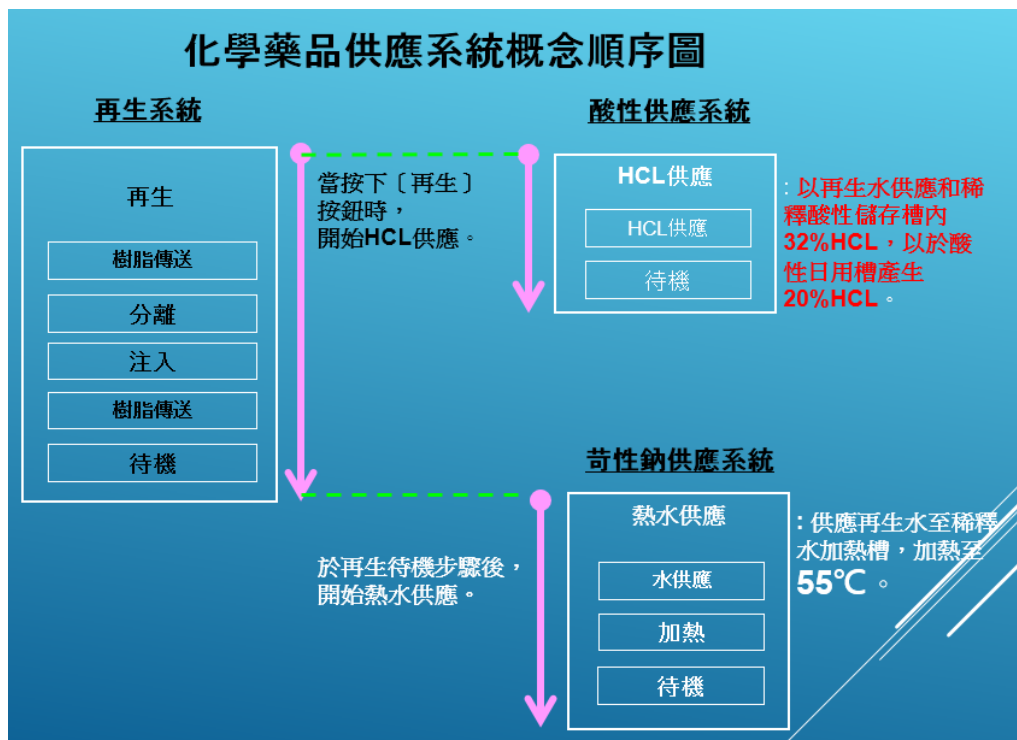 化學藥品供應系統概念順序圖
再生系統
再生
樹脂傳送
分離
注入
樹脂傳送
待機
當按下〔再生〕
按鈕時，
開始HCL供應。
酸性供應系統
HCL供應
HCL供應
待機
：以再生水供應和稀
釋酸性儲存槽內
32%HCL，以於酸
性日用槽產生
20%HCL。
於再生待機步驟後，
開始熱水供應。
苛性鈉供應系統
熱水供應
水供應
加熱
待機
：供應再生水至稀釋
水加熱槽，加熱至
55℃。